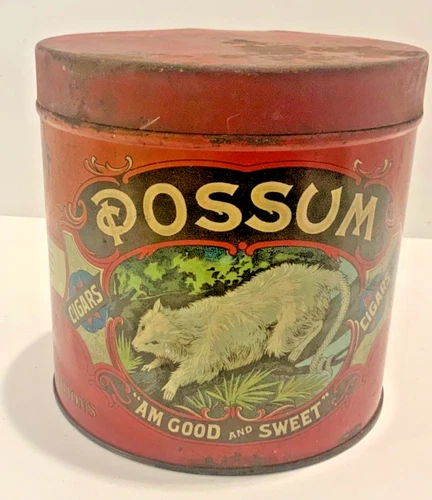 POSSUM
CIGARS
CIGARS
"AM GOOD AND SWEET"